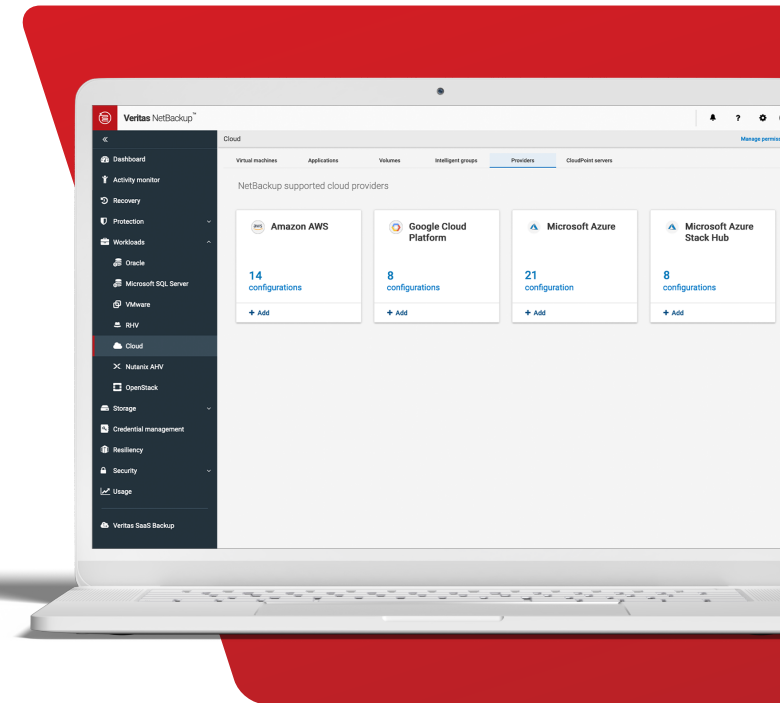 Veritas NetBackup™
«
Cloud
Manage permis
Dashboard
Activity monitor
Recovery
Protection
Workloads
Oracle
Microsoft SQL Server
VMware
RHV
Cloud
Nutanix AHV
OpenStack
Storage
Credential management
Resiliency
Security
Usage
Veritas SaaS Backup
Virtual machines
Applications
Volumes
Intelligent groups
Providers
CloudPoint servers
NetBackup supported cloud providers
aws
Amazon AWS
14
configurations
+ Add
Google Cloud
Platform
8
configurations
+ Add
Microsoft Azure
21
configuration
+ Add
Microsoft Azure
Stack Hub
8
configurations
+ Add